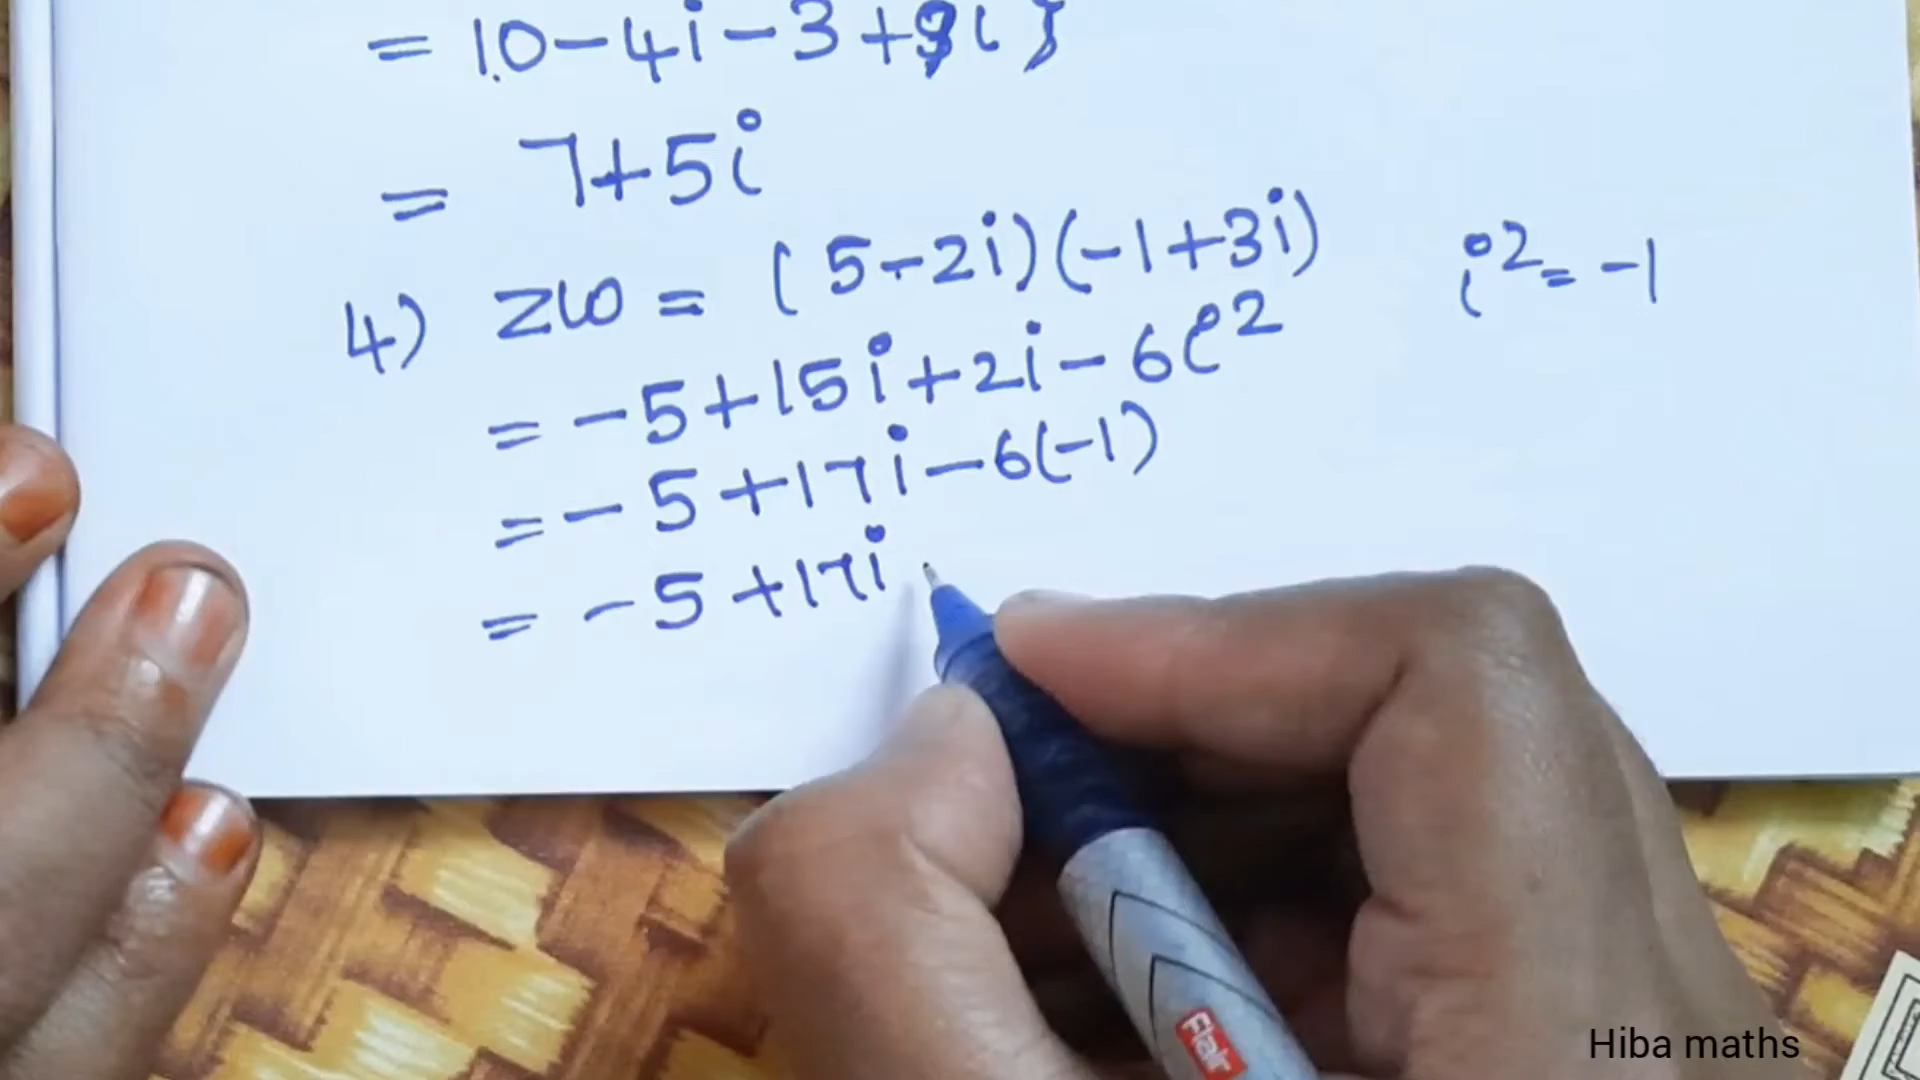 = 10-4i-3+9i}
= 7+5i
4) zw = (5-2i)(-1+3i) i²= -1
= -5+15i+2i-6i²
= -5+17i-6(-1)
= -5+17i
Flair
Hiba maths